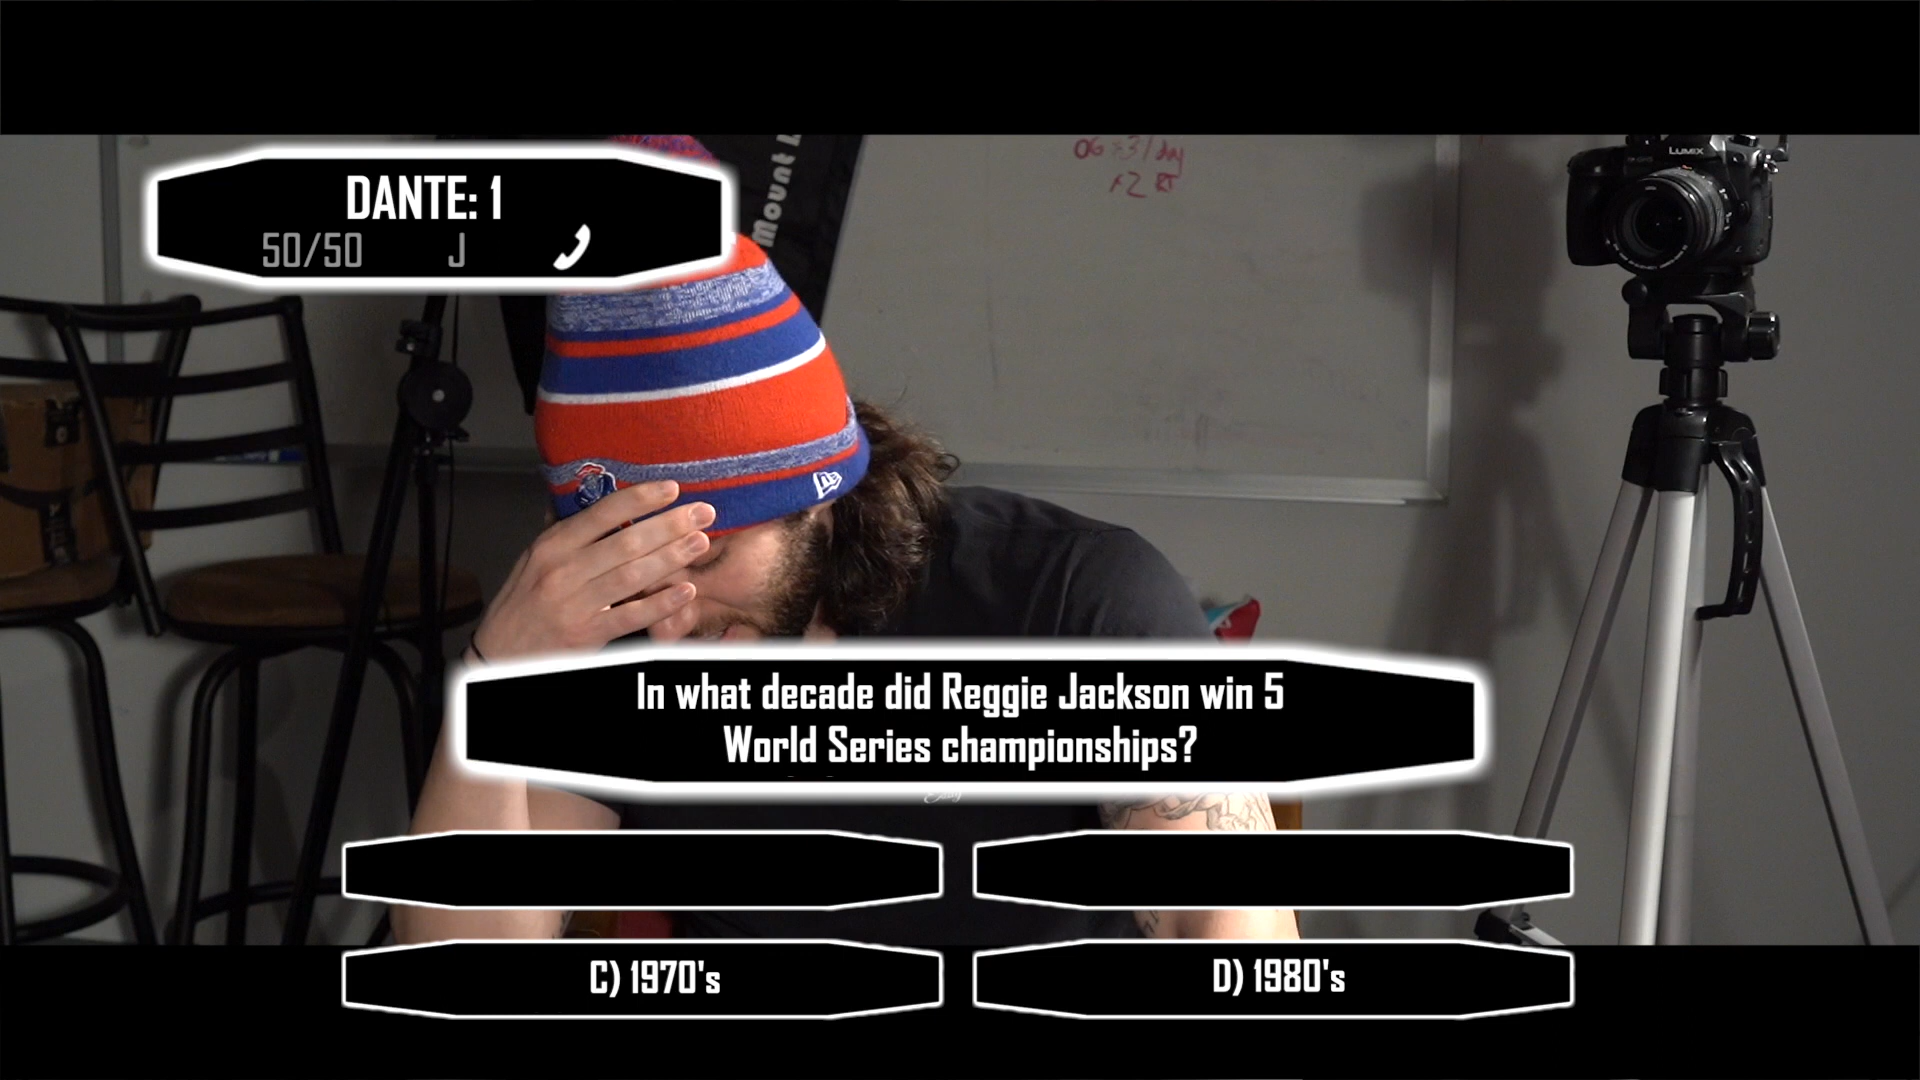 DANTE: 1
50/50 J
Mount
LUMIX
In what decade did Reggie Jackson win 5
World Series championships?
C) 1970's
D) 1980's